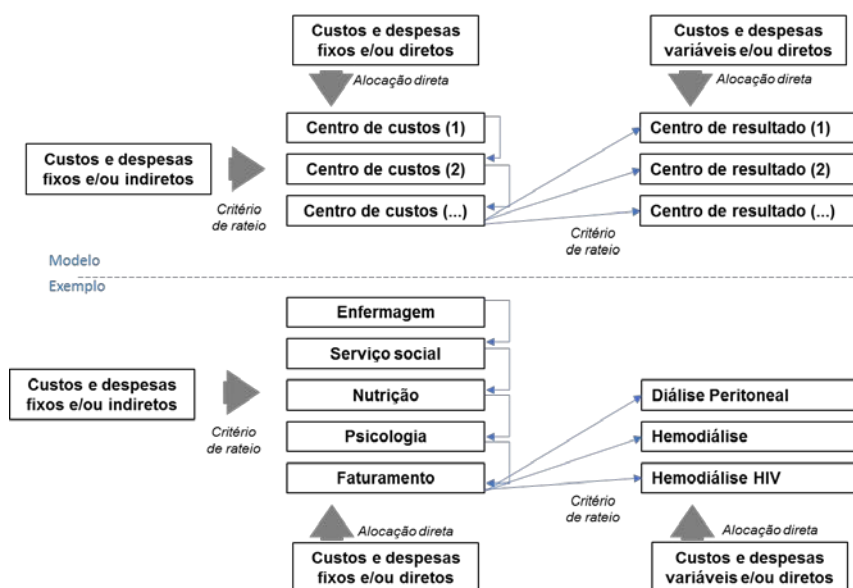 Custos e despesas
fixos e/ou diretos
Custos e despesas
variáveis e/ou diretos
Alocação direta
Alocação direta
Centro de custos (1)
Centro de resultado (1)
Custos e despesas
fixos e/ou indiretos
Centro de custos (2)
Centro de resultado (2)
Critério
de rateio
Centro de custos (...)
Centro de resultado (...)
Critério
de rateio
Modelo
Exemplo
Enfermagem
Serviço social
Custos e despesas
fixos e/ou indiretos
Nutrição
Diálise Peritoneal
Critério
de rateio
Psicologia
Hemodiálise
Faturamento
Hemodiálise HIV
Critério
de rateio
Alocação direta
Alocação direta
Custos e despesas
fixos e/ou diretos
Custos e despesas
variáveis e/ou diretos